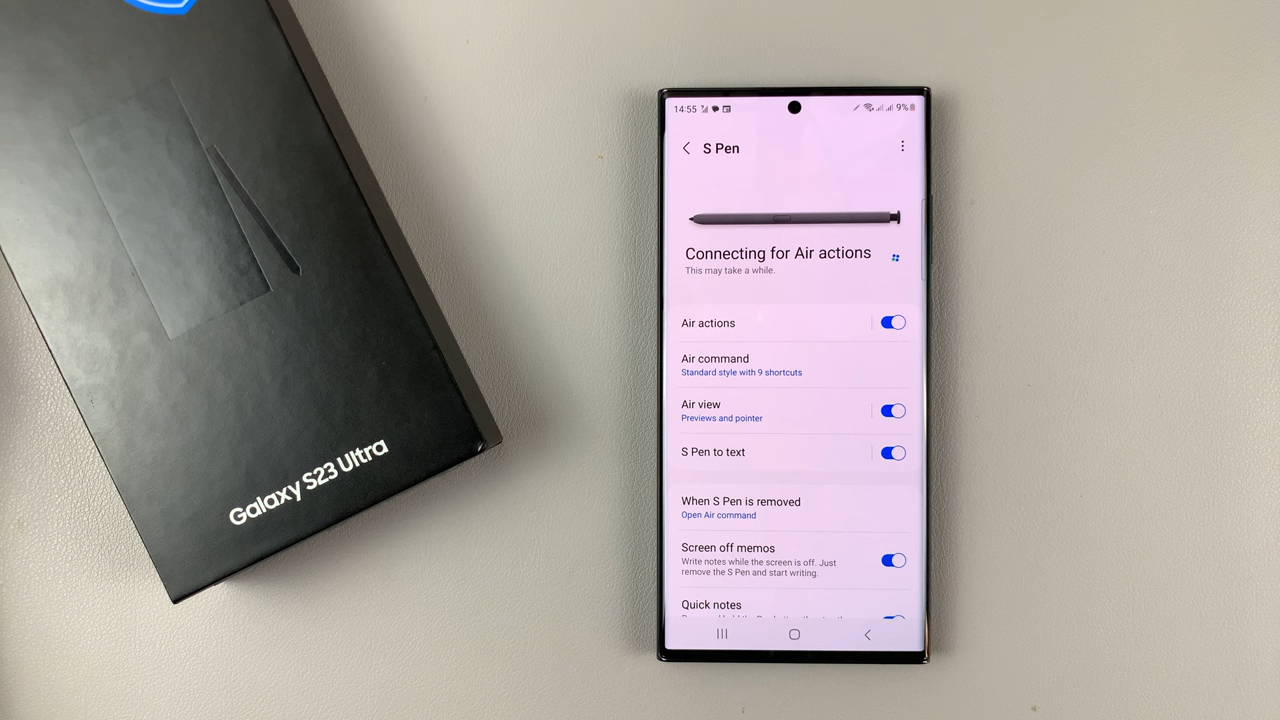 Galaxy S23 Ultra
14:55 9%
S Pen
Connecting for Air actions
This may take a while.
Air actions
Air command
Standard style with 9 shortcuts
Air view
Previews and pointer
S Pen to text
When S Pen is removed
Open Air command
Screen off memos
Write notes while the screen is off. Just
remove the S Pen and start writing.
Quick notes